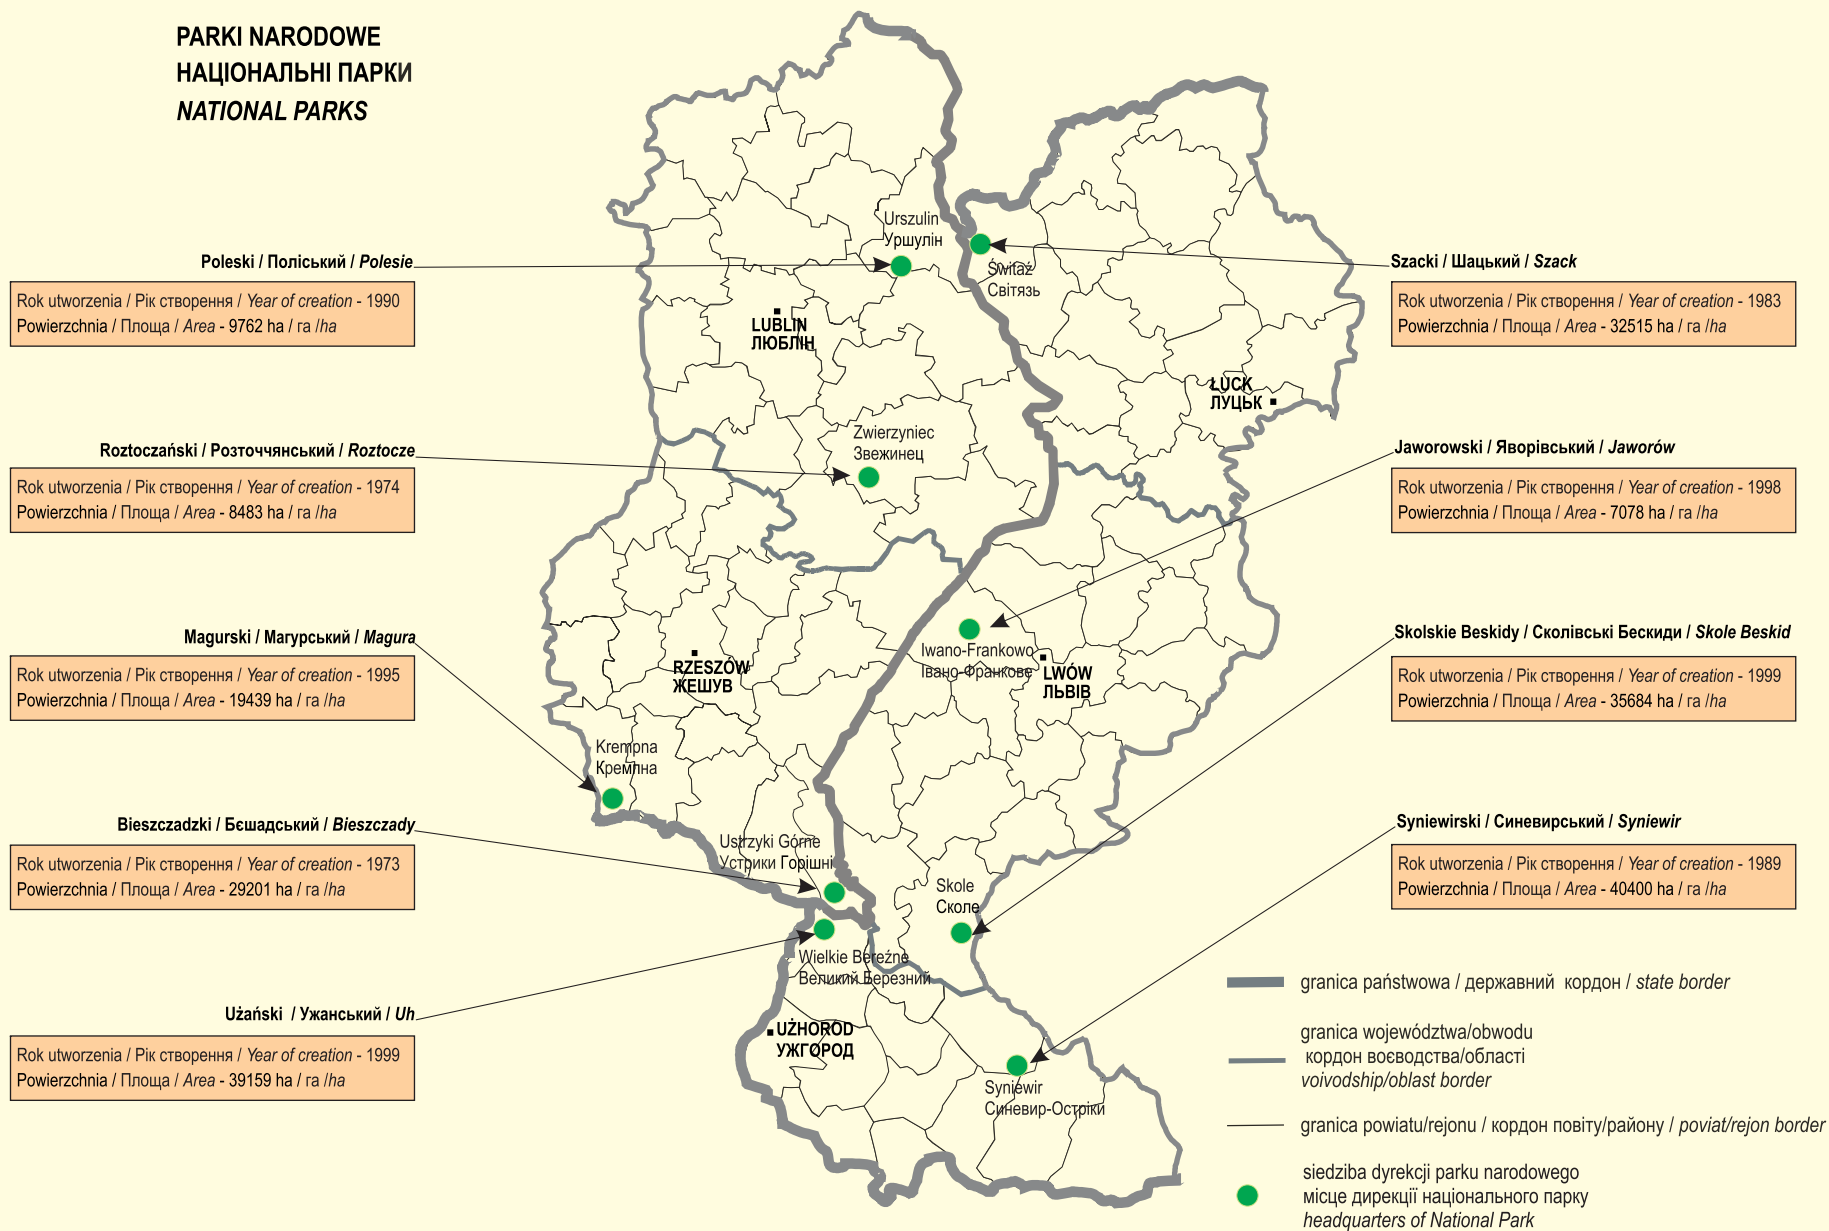 PARKI NARODOWE
НАЦІОНАЛЬНІ ПАРКИ
NATIONAL PARKS
Poleski / Поліський / Polesie
Rok utworzenia / Рік створення / Year of creation - 1990
Powierzchnia / Площа / Area - 9762 ha / га /ha
Roztoczański / Розточчянський / Roztocze
Rok utworzenia / Рік створення / Year of creation - 1974
Powierzchnia / Площа / Area - 8483 ha / га /ha
Magurski / Магурський / Magura
Rok utworzenia / Рік створення / Year of creation - 1995
Powierzchnia / Площа / Area - 19439 ha / га /ha
Bieszczadzki / Бєшадський / Bieszczady
Rok utworzenia / Рік створення / Year of creation - 1973
Powierzchnia / Площа / Area - 29201 ha / га /ha
Użański / Ужанський / Uh
Rok utworzenia / Рік створення / Year of creation - 1999
Powierzchnia / Площа / Area - 39159 ha / га /ha
Urszulin
Уршулін
Świtaź
Світязь
LUBLIN
ЛЮБЛІН
ŁUCK
ЛУЦЬК
Zwierzyniec
Звежинец
Iwano-Frankowo
Івано-Франкове
RZESZÓW
ЖЕШУВ
LWÓW
ЛЬВІВ
Krempna
Кремпна
Ustrzyki Górne
Устрики Горішні
Skole
Сколе
Wielkie Bereźne
Великий Березний
UŻHOROD
УЖГОРОД
Syniewir
Синевир-Остріки
Szacki / Шацький / Szack
Rok utworzenia / Рік створення / Year of creation - 1983
Powierzchnia / Площа / Area - 32515 ha / га /ha
Jaworowski / Яворівський / Jaworów
Rok utworzenia / Рік створення / Year of creation - 1998
Powierzchnia / Площа / Area - 7078 ha / га /ha
Skolskie Beskidy / Сколівські Бескиди / Skole Beskid
Rok utworzenia / Рік створення / Year of creation - 1999
Powierzchnia / Площа / Area - 35684 ha / га /ha
Syniewirski / Синевирський / Syniewir
Rok utworzenia / Рік створення / Year of creation - 1989
Powierzchnia / Площа / Area - 40400 ha / га /ha
granica państwowa / державний кордон / state border
granica województwa/obwodu
кордон воєводства/області
voivodship/oblast border
granica powiatu/rejonu / кордон повіту/району / poviat/rejon border
siedziba dyrekcji parku narodowego
місце дирекції національного парку
headquarters of National Park